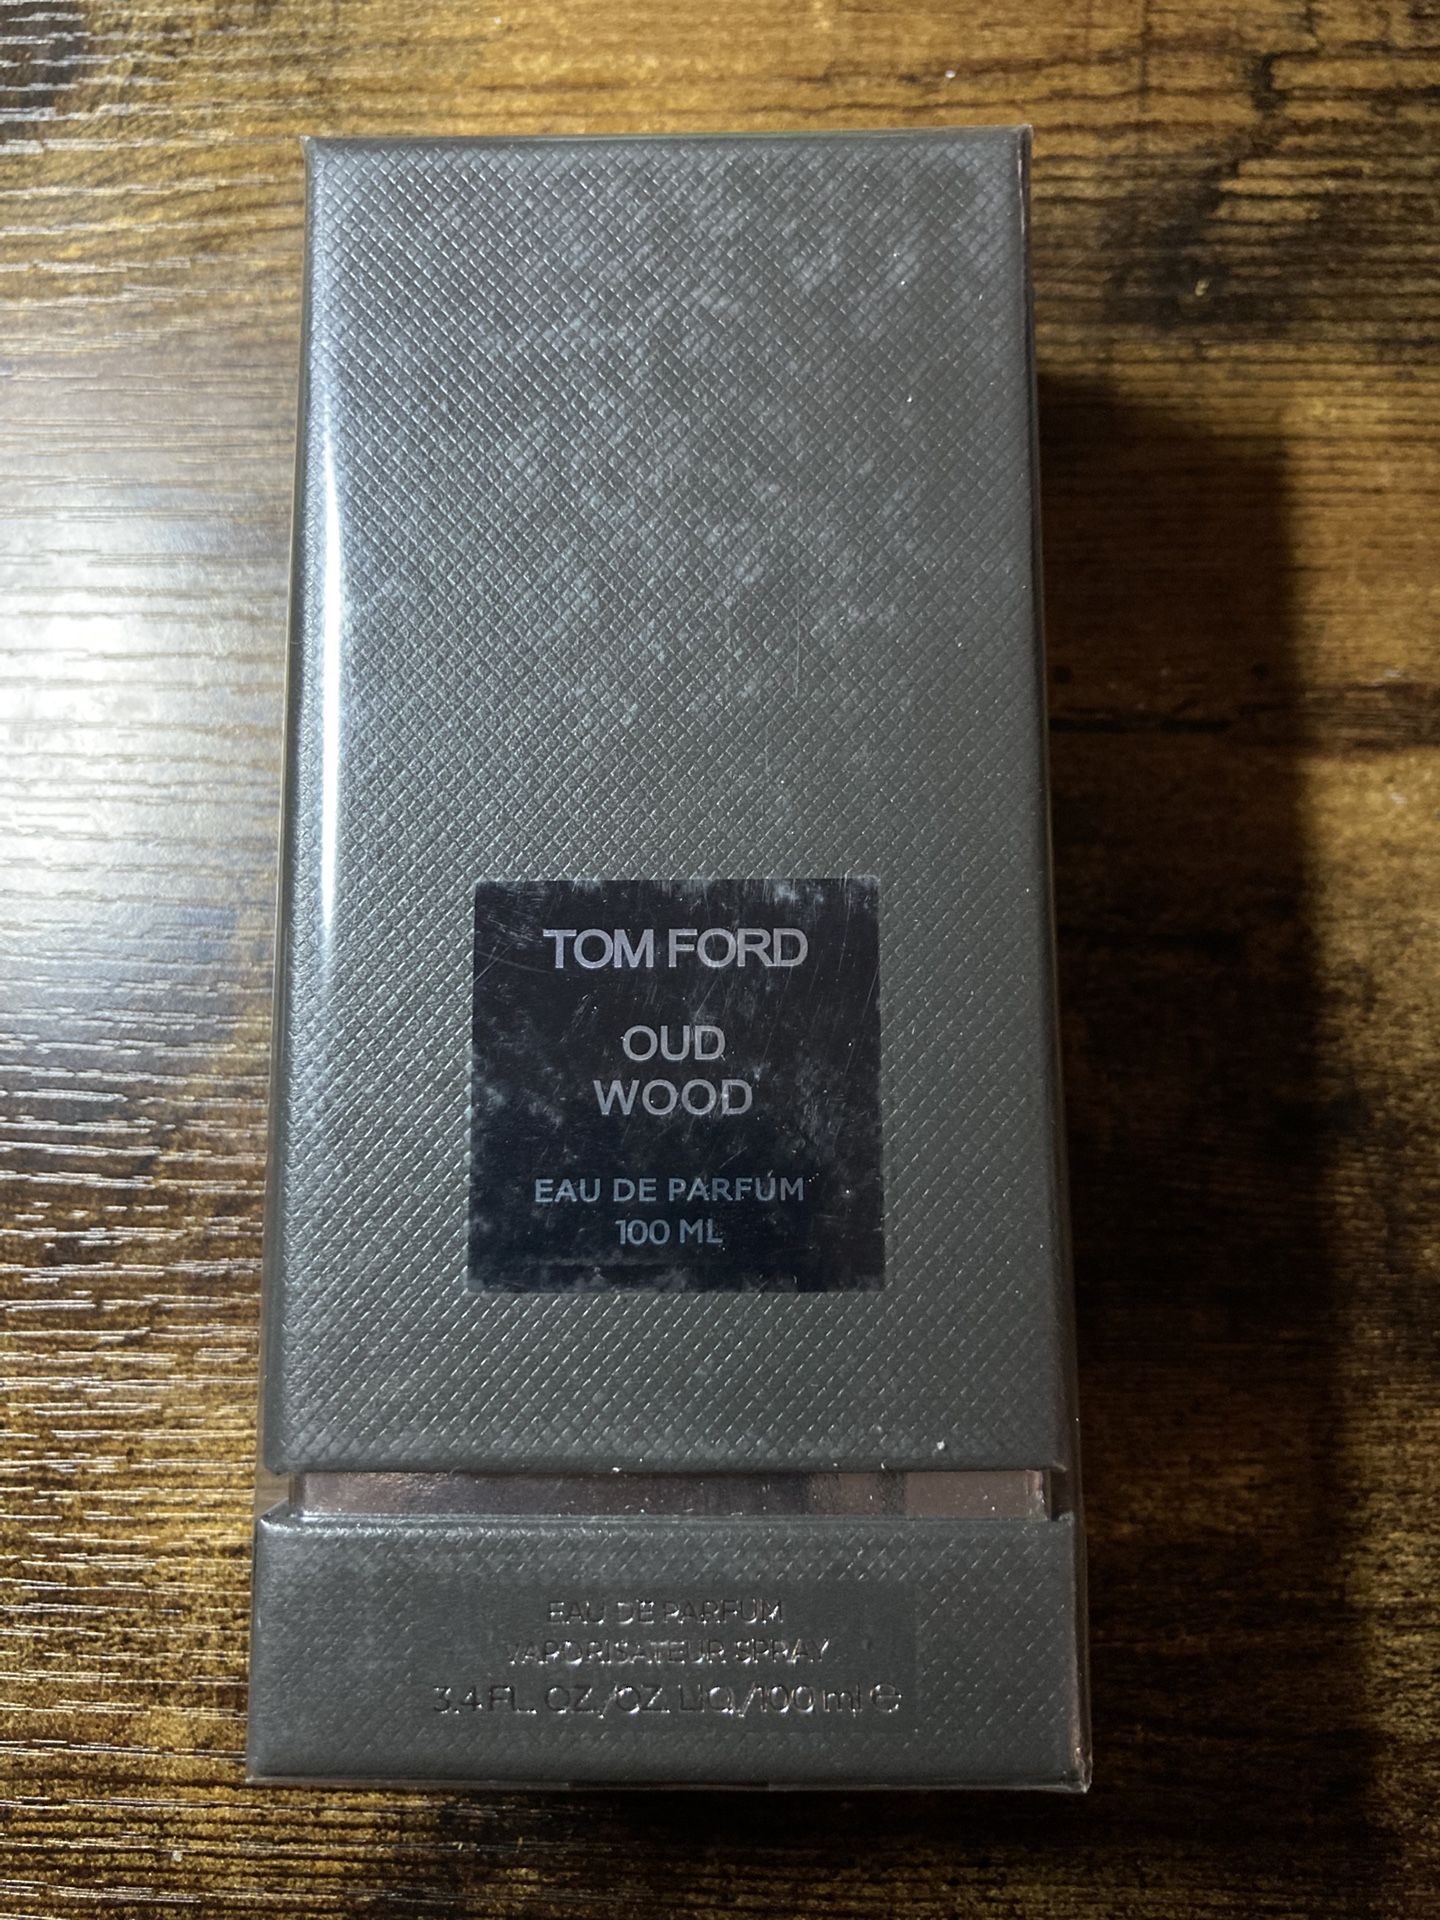 TOM FORD
OUD
WOOD
EAU DE PARFUM
100 ML
EAU DE PARFUM
VAPORISATEUR SPRAY
3.4 FL. OZ./OZ. LIQ./100 ml ℮